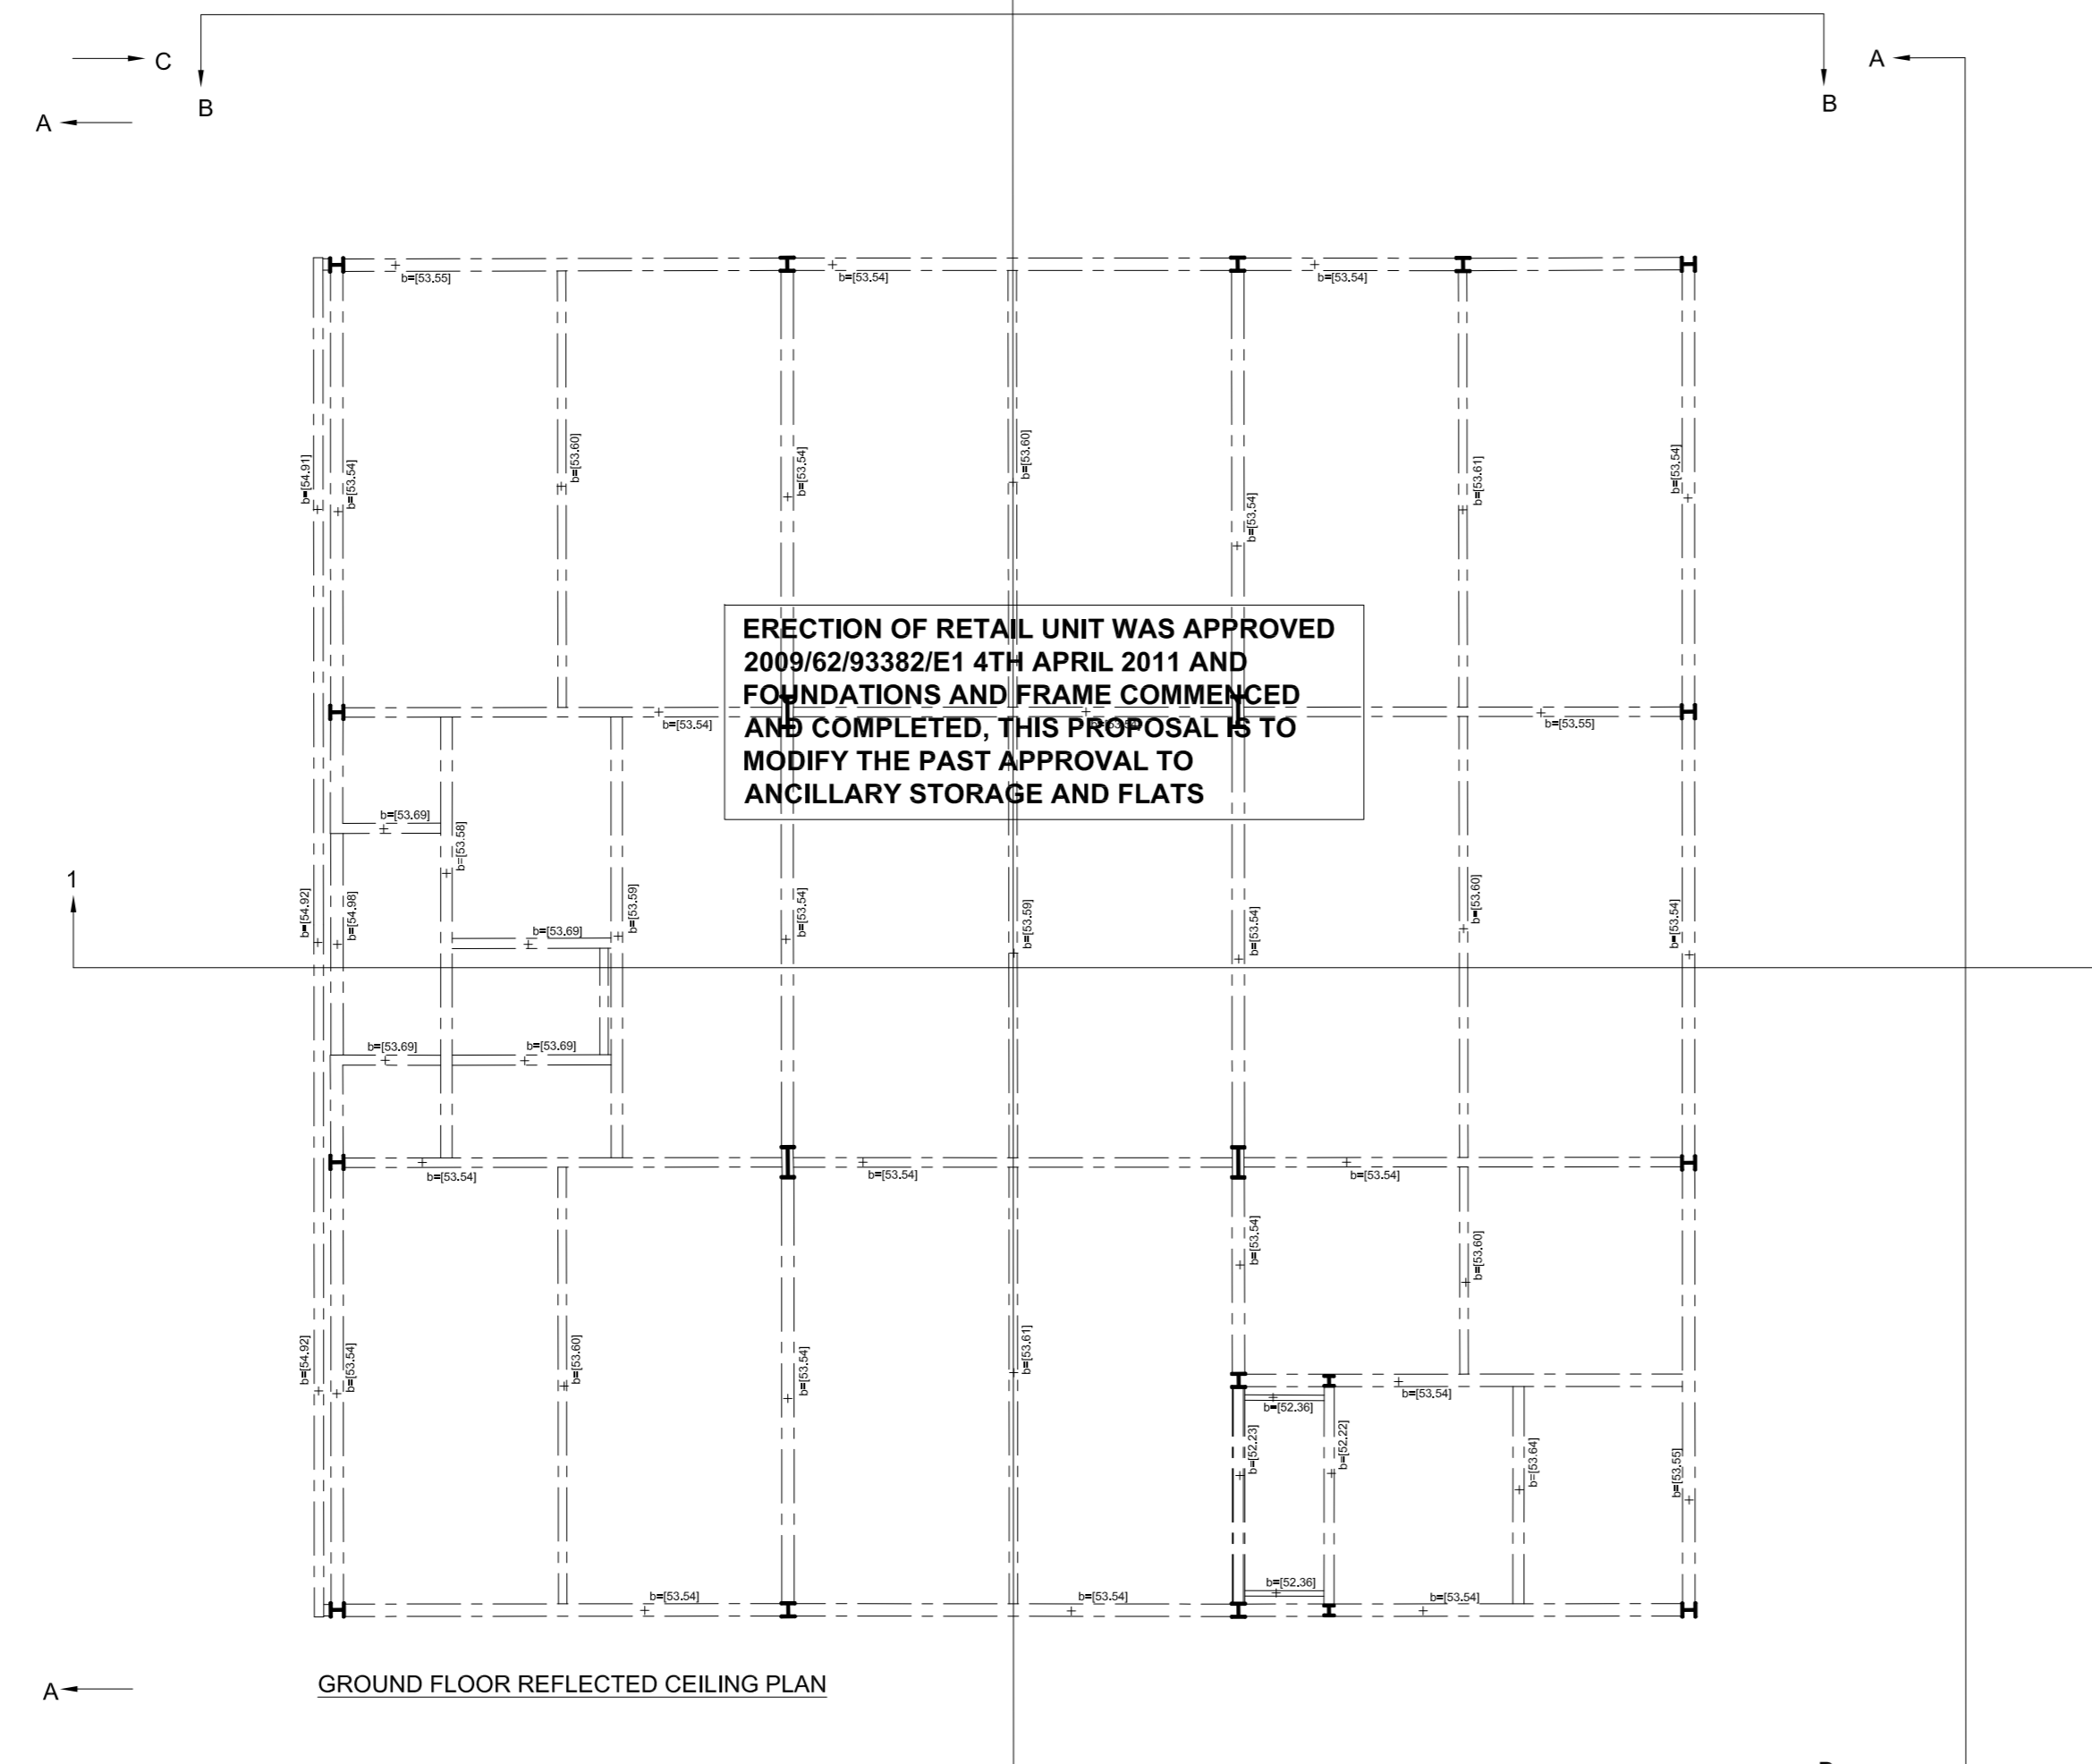 C
B
A
B
A
b=[53.55]
b=[53.54]
b=[53.54]
b=[54.91]
b=[53.54]
b=[53.60]
b=[53.54]
b=[53.60]
b=[53.54]
b=[53.61]
b=[53.54]
ERECTION OF RETAIL UNIT WAS APPROVED
2009/62/93382/E1 4TH APRIL 2011 AND
FOUNDATIONS AND FRAME COMMENCED
AND COMPLETED, THIS PROPOSAL IS TO
MODIFY THE PAST APPROVAL TO
ANCILLARY STORAGE AND FLATS
b=[53.54]
b=[53.55]
b=[53.69]
b=[53.58]
1
b=[54.92]
b=[54.98]
b=[53.69]
b=[53.59]
b=[53.54]
b=[53.59]
b=[53.54]
b=[53.60]
b=[53.54]
b=[53.69]
b=[53.69]
b=[53.54]
b=[53.54]
b=[53.54]
b=[53.54]
b=[53.60]
b=[54.92]
b=[53.54]
b=[53.60]
b=[53.54]
b=[53.61]
b=[53.54]
b=[52.36]
b=[52.23]
b=[52.22]
b=[53.64]
b=[53.55]
b=[52.36]
b=[53.54]
b=[53.54]
b=[53.54]
A
GROUND FLOOR REFLECTED CEILING PLAN